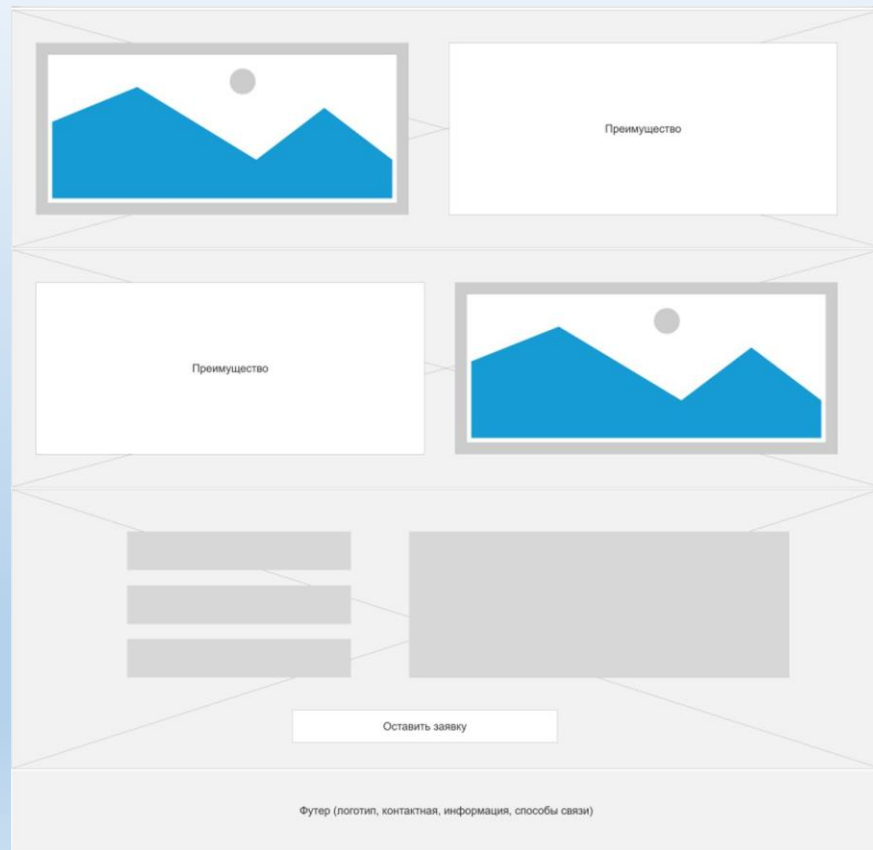 Преимущество
Преимущество
Оставить заявку
Футер (логотип, контактная, информация, способы связи)